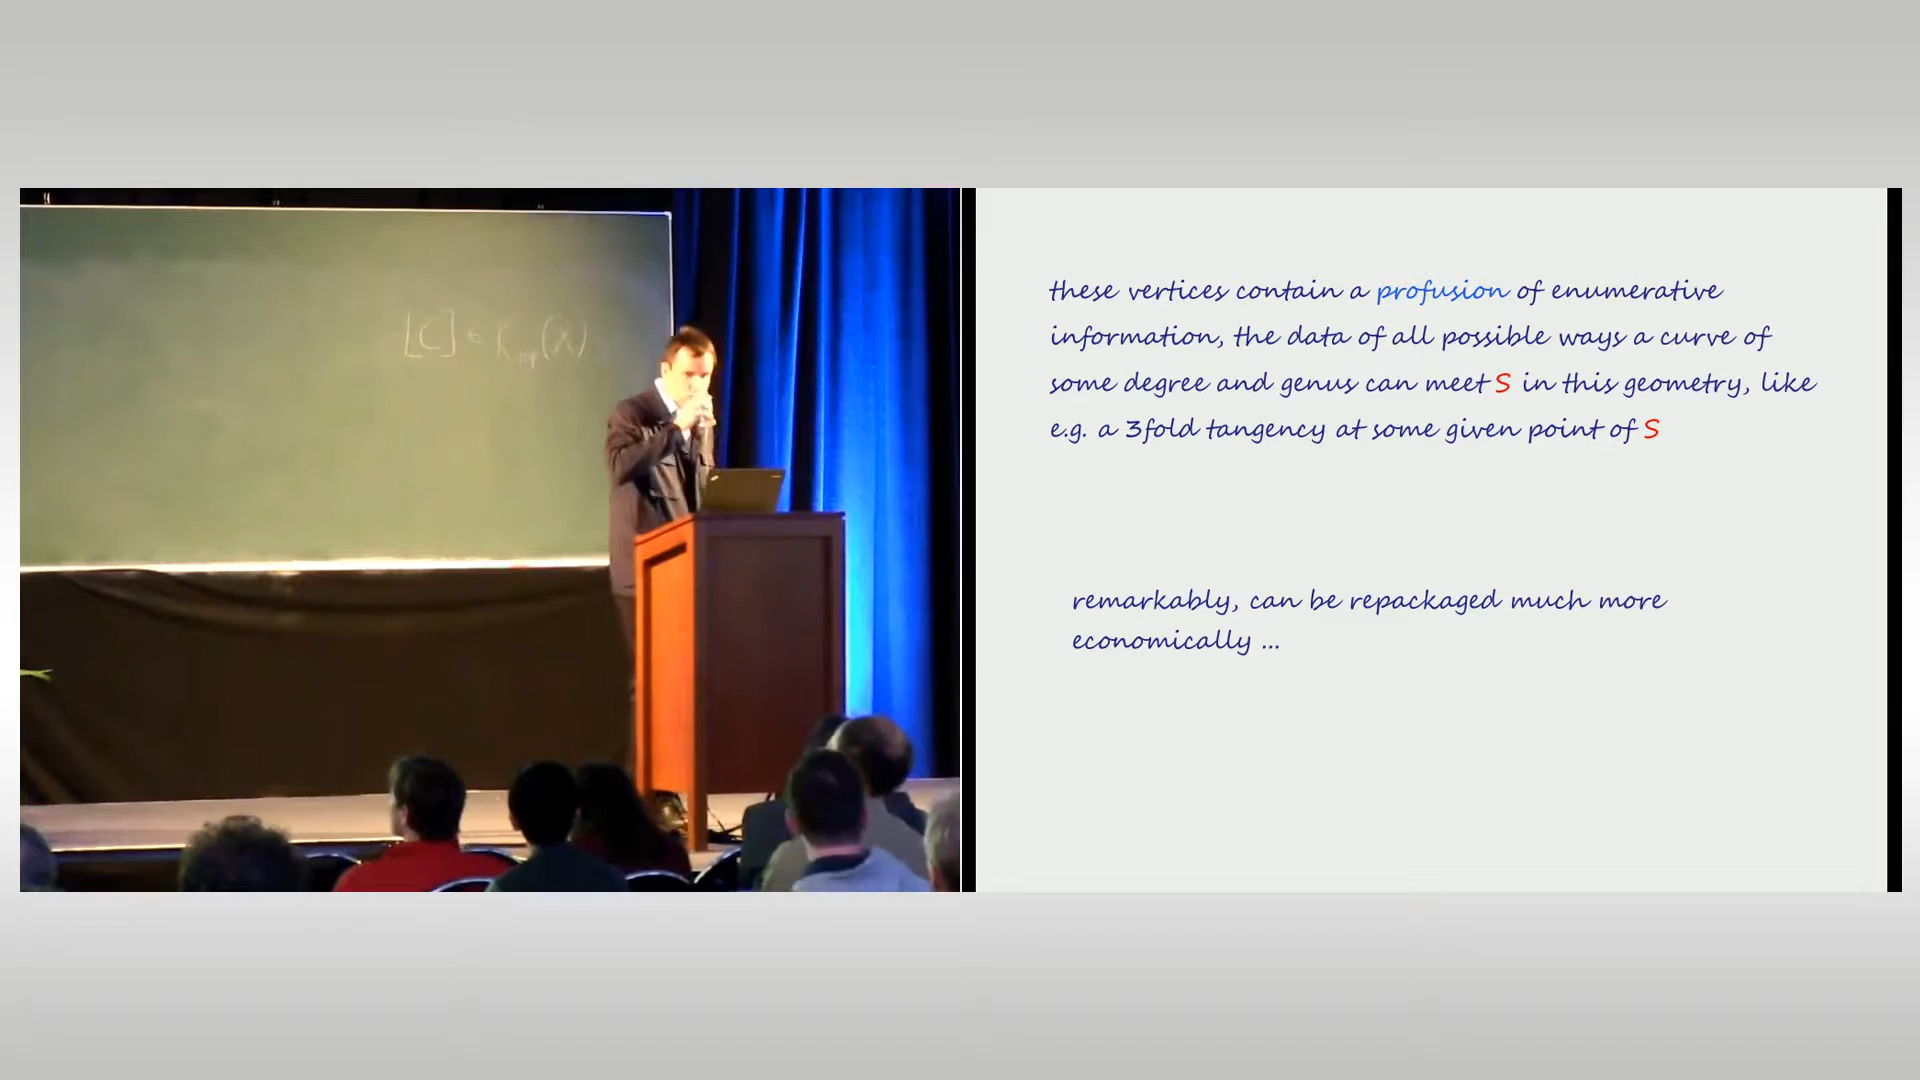 [C] ∈ K_top(X)
these vertices contain a profusion of enumerative
information, the data of all possible ways a curve of
some degree and genus can meet S in this geometry, like
e.g. a 3fold tangency at some given point of S
remarkably, can be repackaged much more
economically ...